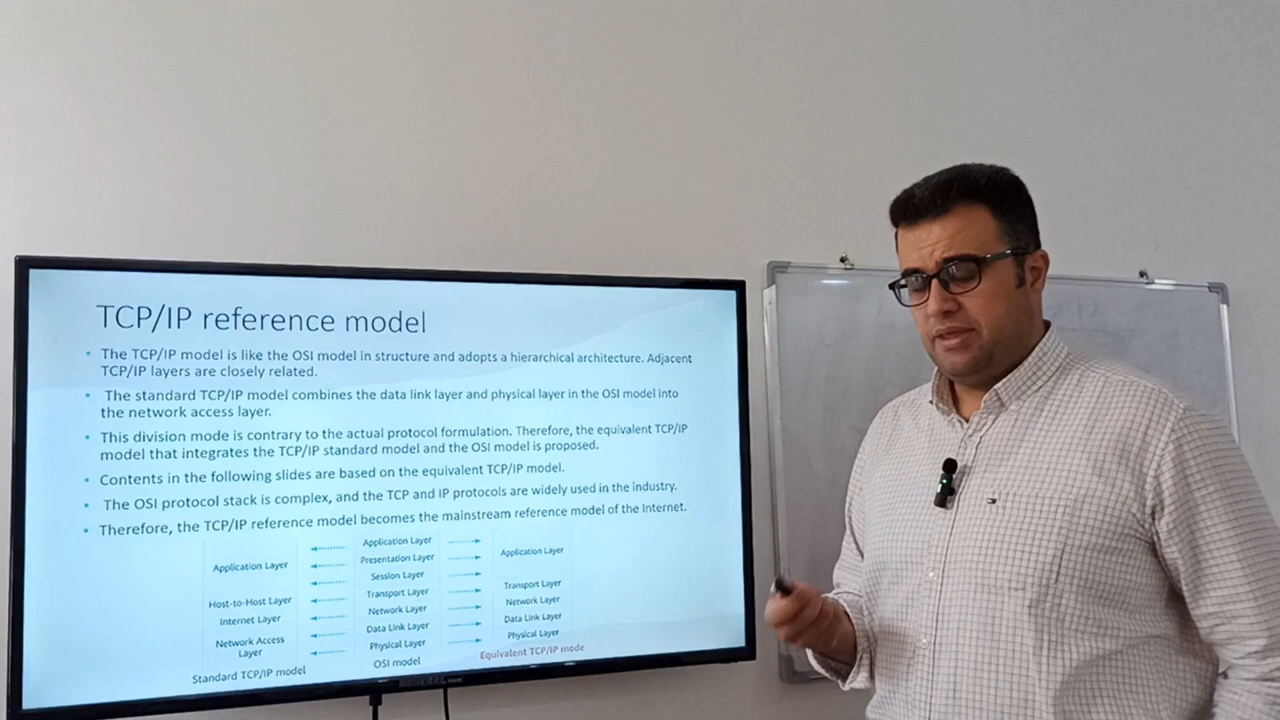 TCP/IP reference model
• The TCP/IP model is like the OSI model in structure and adopts a hierarchical architecture. Adjacent
TCP/IP layers are closely related.
• The standard TCP/IP model combines the data link layer and physical layer in the OSI model into
the network access layer.
• This division mode is contrary to the actual protocol formulation. Therefore, the equivalent TCP/IP
model that integrates the TCP/IP standard model and the OSI model is proposed.
• Contents in the following slides are based on the equivalent TCP/IP model.
• The OSI protocol stack is complex, and the TCP and IP protocols are widely used in the industry.
• Therefore, the TCP/IP reference model becomes the mainstream reference model of the Internet.
Application Layer
Host-to-Host Layer
Internet Layer
Network Access
Layer
Standard TCP/IP model
Application Layer
Presentation Layer
Session Layer
Transport Layer
Network Layer
Data Link Layer
Physical Layer
OSI model
Application Layer
Transport Layer
Network Layer
Data Link Layer
Physical Layer
Equivalent TCP/IP mode